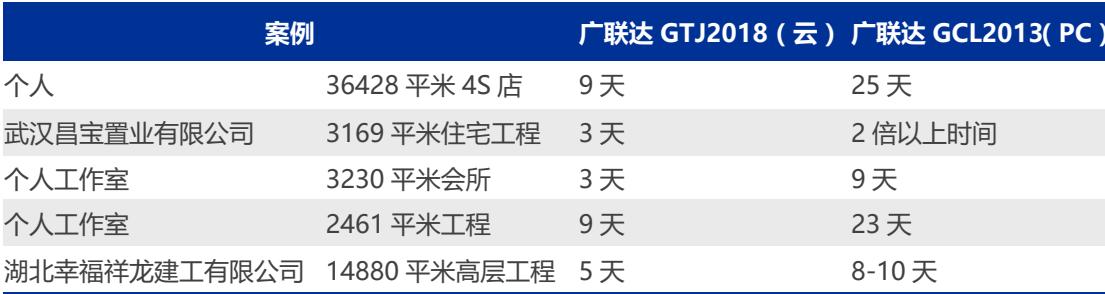 案例 广联达 GTJ2018（云） 广联达 GCL2013( PC )
个人 36428 平米 4S 店 9 天 25 天
武汉昌宝置业有限公司 3169 平米住宅工程 3 天 2 倍以上时间
个人工作室 3230 平米会所 3 天 9 天
个人工作室 2461 平米工程 9 天 23 天
湖北幸福祥龙建工有限公司 14880 平米高层工程 5 天 8-10 天